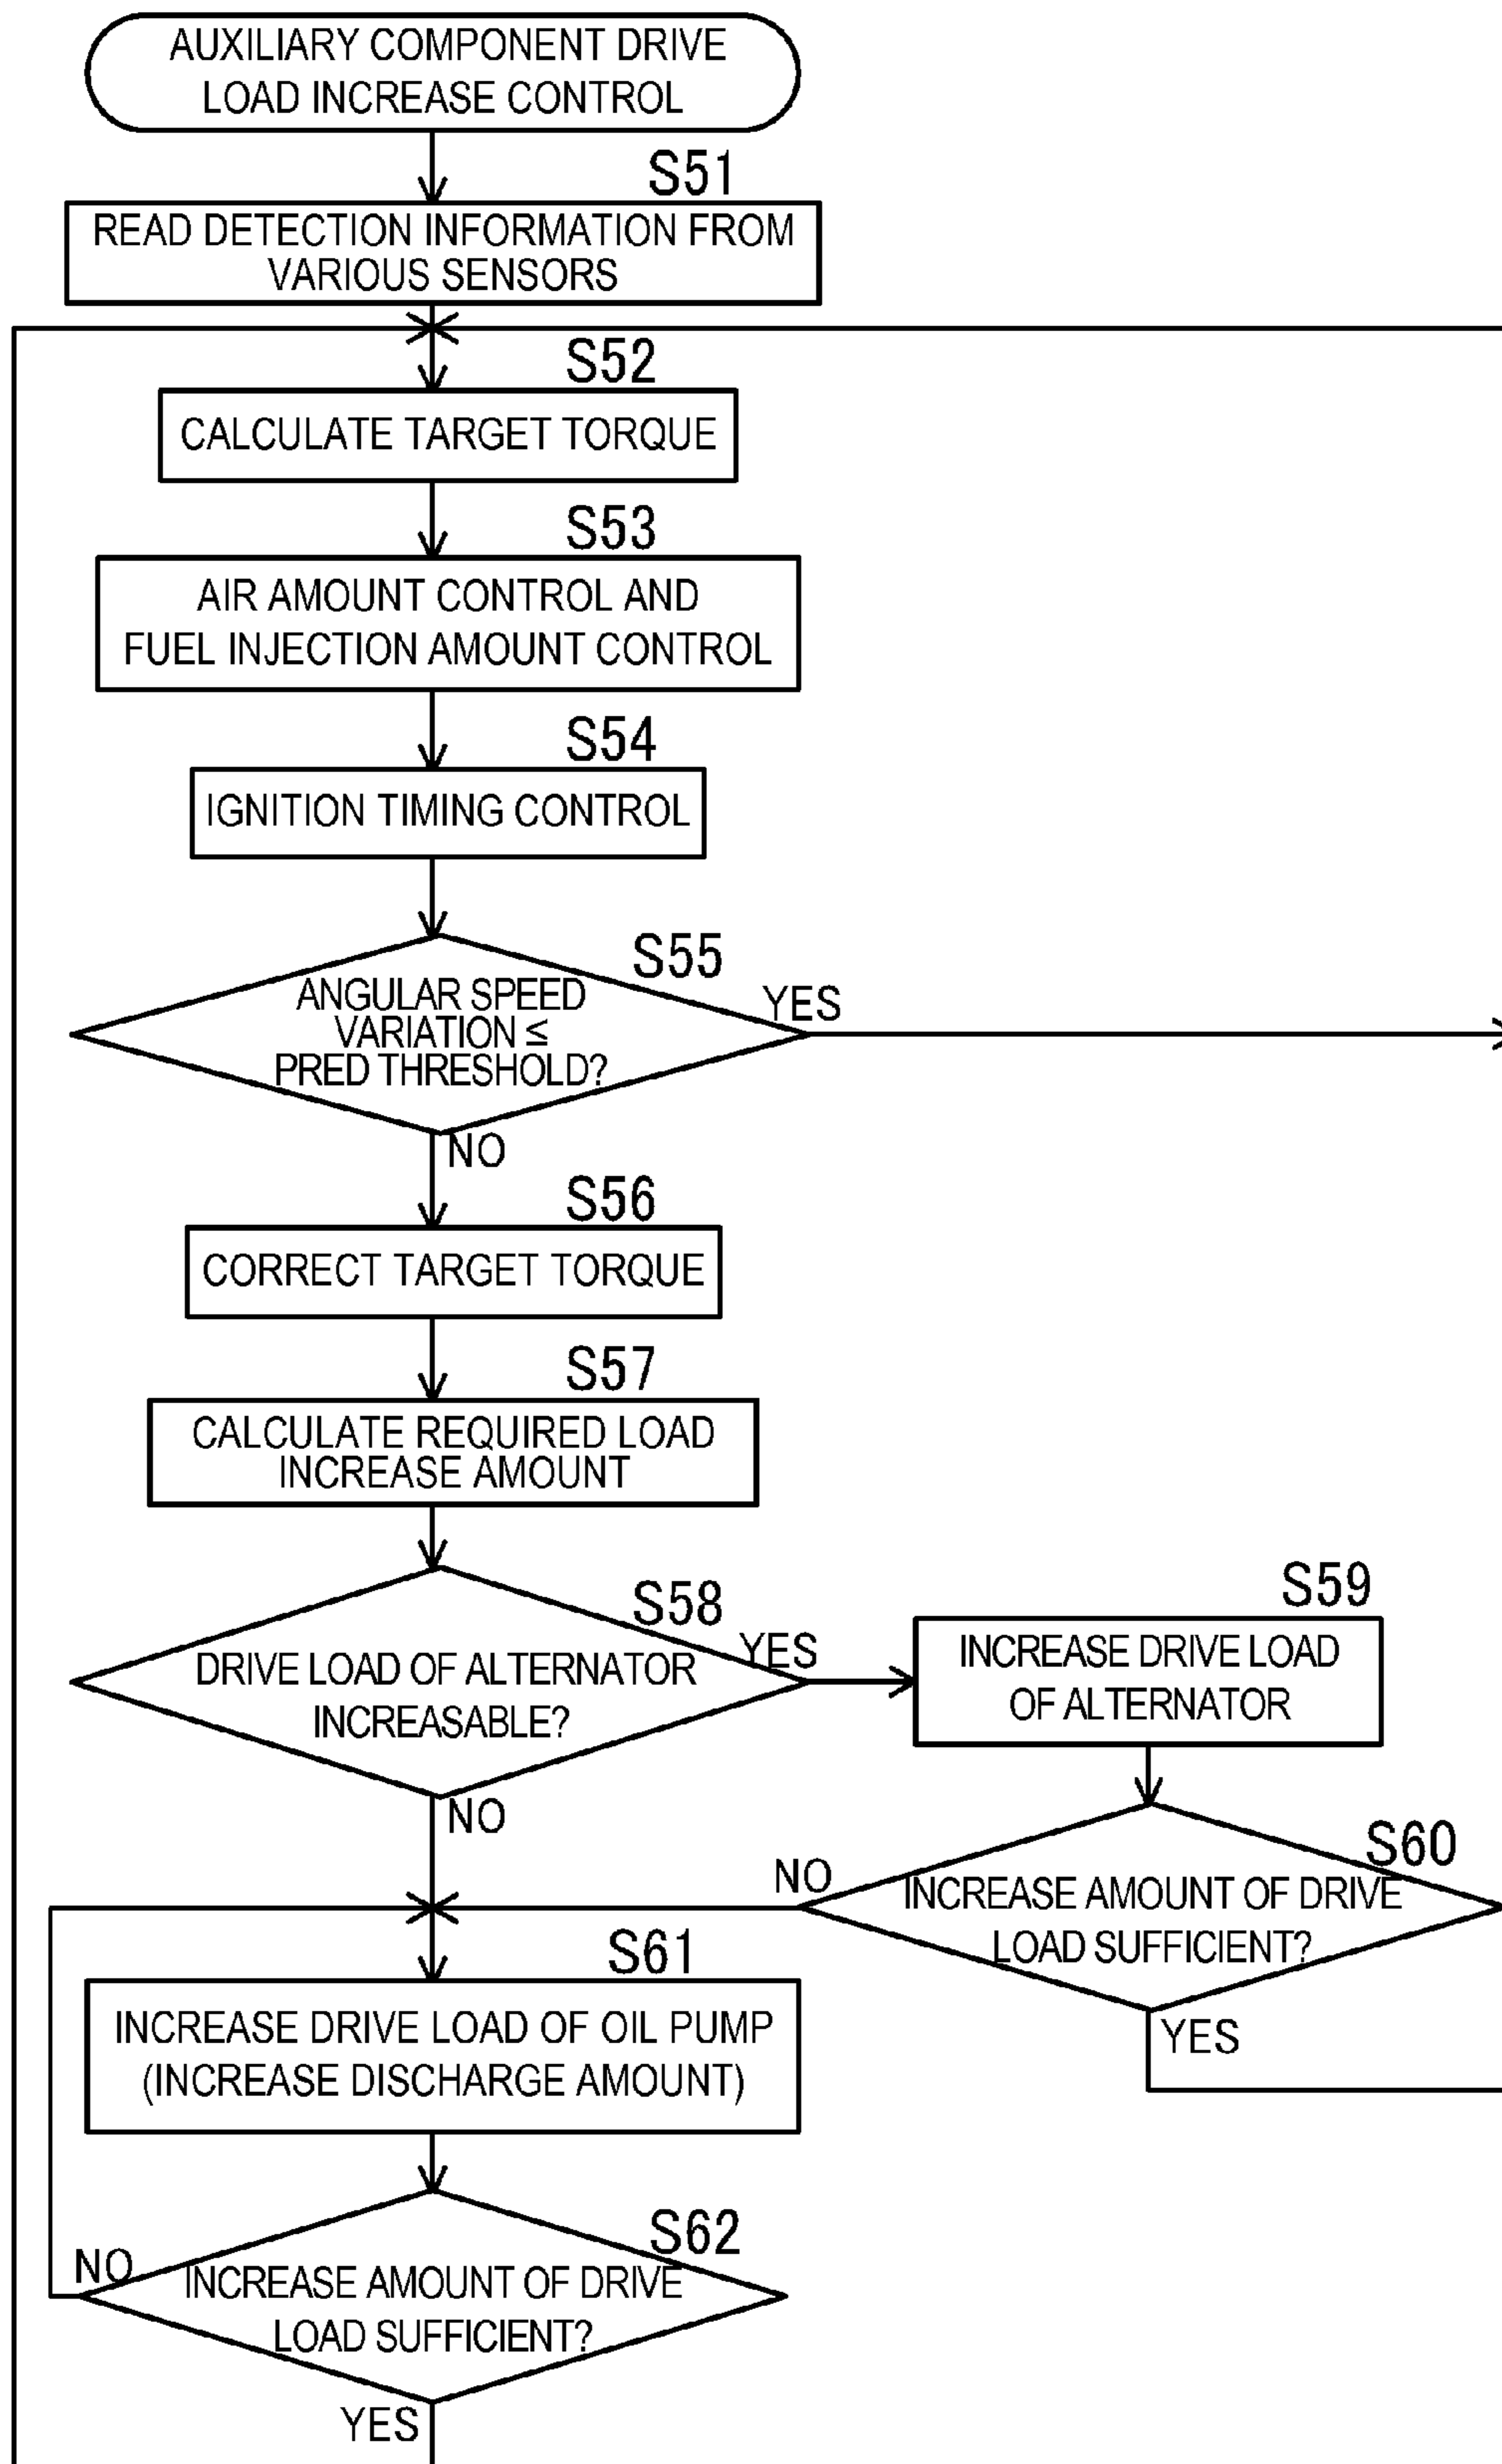 AUXILIARY COMPONENT DRIVE
LOAD INCREASE CONTROL
S51
READ DETECTION INFORMATION FROM
VARIOUS SENSORS
S52
CALCULATE TARGET TORQUE
S53
AIR AMOUNT CONTROL AND
FUEL INJECTION AMOUNT CONTROL
S54
IGNITION TIMING CONTROL
S55
ANGULAR SPEED
VARIATION ≤
PRED THRESHOLD?
YES
NO
S56
CORRECT TARGET TORQUE
S57
CALCULATE REQUIRED LOAD
INCREASE AMOUNT
S58
DRIVE LOAD OF ALTERNATOR
INCREASABLE?
YES
NO
S59
INCREASE DRIVE LOAD
OF ALTERNATOR
S60
INCREASE AMOUNT OF DRIVE
LOAD SUFFICIENT?
NO
YES
S61
INCREASE DRIVE LOAD OF OIL PUMP
(INCREASE DISCHARGE AMOUNT)
S62
INCREASE AMOUNT OF DRIVE
LOAD SUFFICIENT?
NO
YES